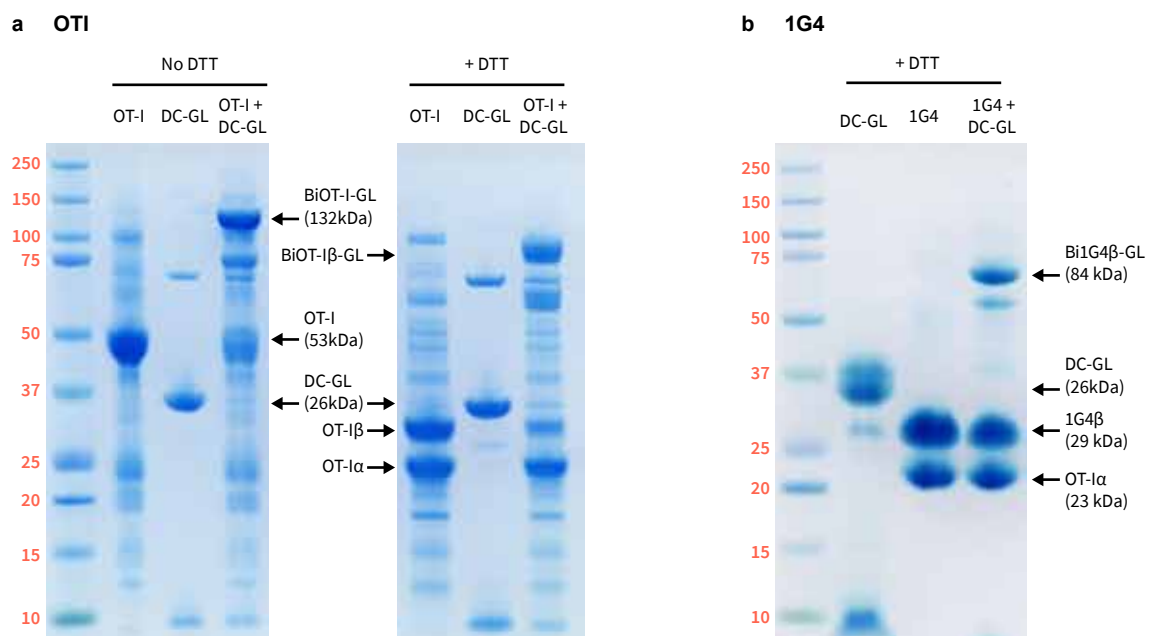 a OTI
No DTT
OT-I DC-GL OT-I +
DC-GL
+ DTT
OT-I DC-GL OT-I +
DC-GL
250
150
100
75
50
37
25
20
15
10
BiOT-I-GL
(132kDa)
BiOT-Iβ-GL
OT-I
(53kDa)
DC-GL
(26kDa)
OT-Iβ
OT-Iα
b 1G4
+ DTT
DC-GL 1G4 1G4 +
DC-GL
250
150
100
75
50
37
25
20
15
10
Bi1G4β-GL
(84 kDa)
DC-GL
(26kDa)
1G4β
(29 kDa)
OT-Iα
(23 kDa)